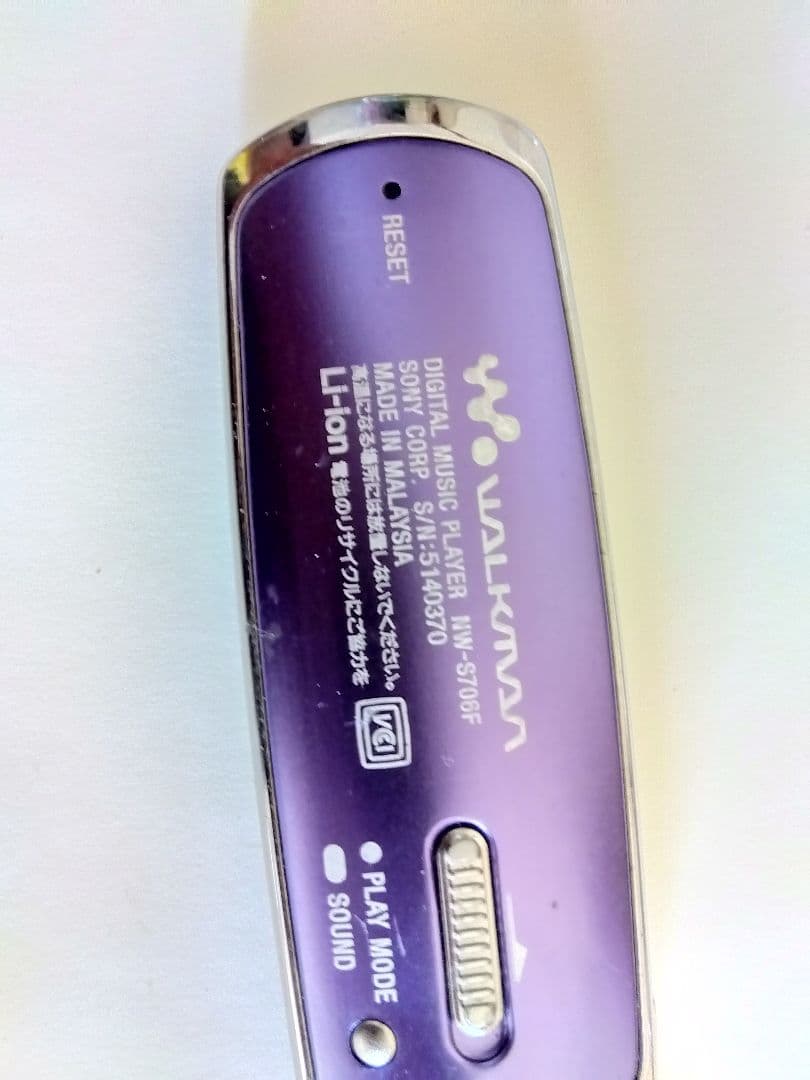 RESET
WALKMAN
DIGITAL MUSIC PLAYER NW-S706F
SONY CORP. S/N:5140370
MADE IN MALAYSIA
高温になる場所には放置しないでください。
Li-ion 電池のリサイクルにご協力を
VCI
PLAY MODE
SOUND